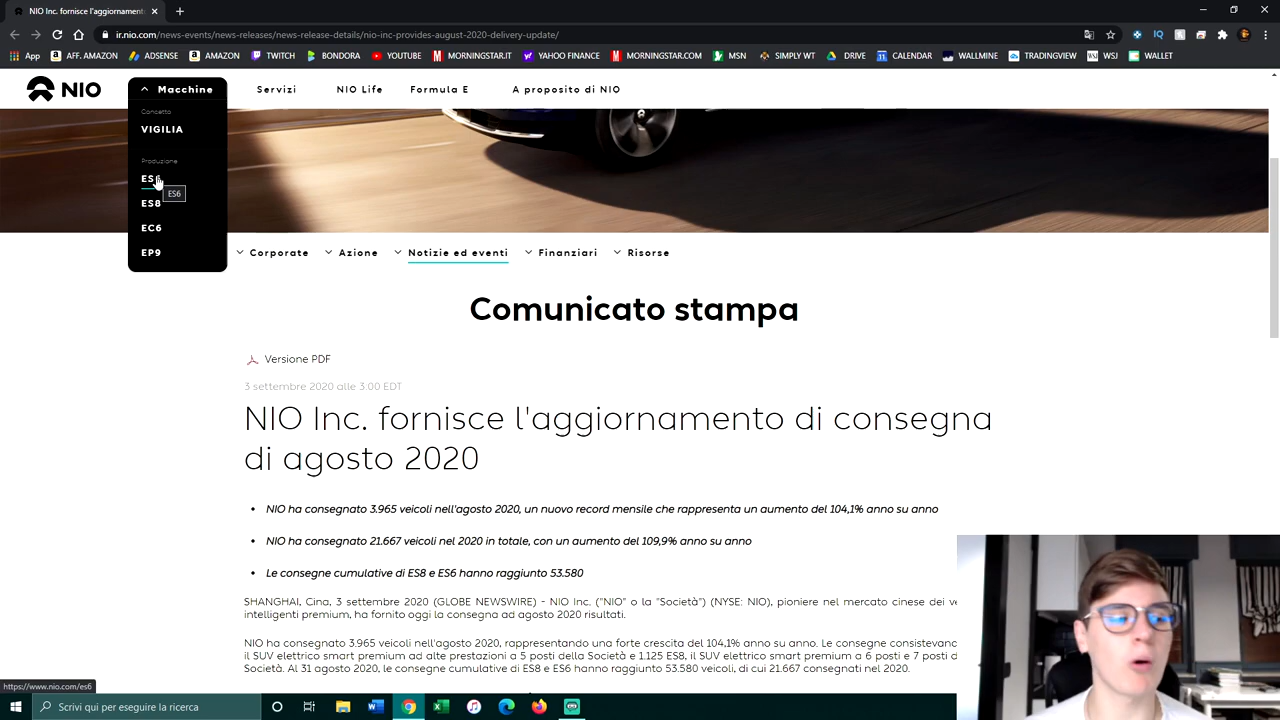 NIO Inc. fornisce l'aggiornament
ir.nio.com/news-events/news-releases/news-release-details/nio-inc-provides-august-2020-delivery-update/
App AFF. AMAZON ADSENSE AMAZON TWITCH BONDORA YOUTUBE MORNINGSTAR.IT YAHOO FINANCE MORNINGSTAR.COM MSN SIMPLY WT DRIVE CALENDAR WALLMINE TRADINGVIEW WSJ WALLET
NIO Macchine Servizi NIO Life Formula E A proposito di NIO
Concetto
VIGILIA
Produzione
ES6
ES6
ES8
EC6
EP9
Corporate Azione Notizie ed eventi Finanziari Risorse
Comunicato stampa
Versione PDF
3 settembre 2020 alle 3.00 EDT
NIO Inc. fornisce l'aggiornamento di consegna
di agosto 2020
• NIO ha consegnato 3.965 veicoli nell'agosto 2020, un nuovo record mensile che rappresenta un aumento del 104,1% anno su anno
• NIO ha consegnato 21.667 veicoli nel 2020 in totale, con un aumento del 109,9% anno su anno
• Le consegne cumulative di ES8 e ES6 hanno raggiunto 53.580
SHANGHAI, Cina, 3 settembre 2020 (GLOBE NEWSWIRE) - NIO Inc. ("NIO" o la "Società") (NYSE: NIO), pioniere nel mercato cinese dei ve
intelligenti premium, ha fornito oggi la consegna ad agosto 2020 risultati.
NIO ha consegnato 3.965 veicoli nell'agosto 2020, rappresentando una forte crescita del 104,1% anno su anno. Le consegne consistevano
il SUV elettrico smart premium ad alte prestazioni a 5 posti della Società e 1.125 ES8, il SUV elettrico smart premium a 6 posti e 7 posti d
Società. Al 31 agosto 2020, le consegne cumulative di ES8 e ES6 hanno raggiunto 53.580 veicoli, di cui 21.667 consegnati nel 2020.
https://www.nio.com/es6
Scrivi qui per eseguire la ricerca